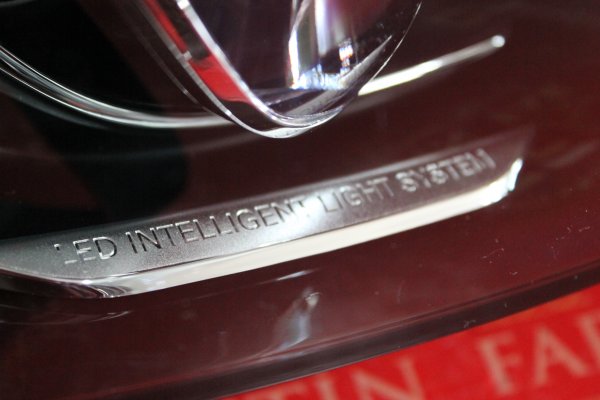 LED INTELLIGENT LIGHT SYSTEM